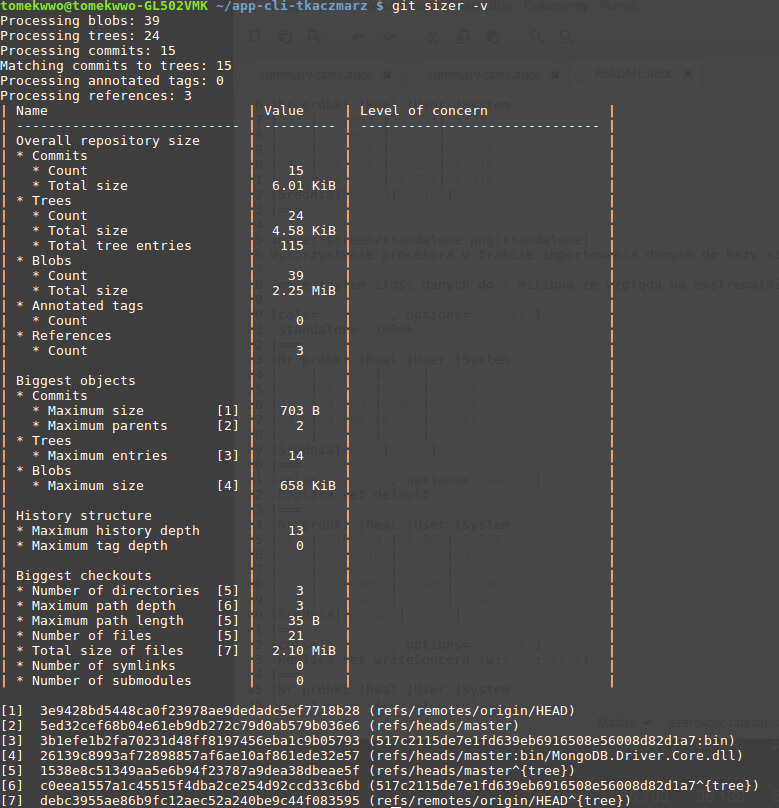 tomekwwo@tomekwwo-GL502VMK ~/app-cli-tkaczmarz $ git sizer -v
Processing blobs: 39
Processing trees: 24
Processing commits: 15
Matching commits to trees: 15
Processing annotated tags: 0
Processing references: 3
| Name                         | Value     | Level of concern               |
| ---------------------------- | --------- | ------------------------------ |
| Overall repository size      |           |                                |
| * Commits                    |           |                                |
|   * Count                    |    15     |                                |
|   * Total size               |  6.01 KiB |                                |
| * Trees                      |           |                                |
|   * Count                    |    24     |                                |
|   * Total size               |  4.58 KiB |                                |
|   * Total tree entries       |   115     |                                |
| * Blobs                      |           |                                |
|   * Count                    |    39     |                                |
|   * Total size               |  2.25 MiB |                                |
| * Annotated tags             |           |                                |
|   * Count                    |     0     |                                |
| * References                 |           |                                |
|   * Count                    |     3     |                                |
|                              |           |                                |
| Biggest objects              |           |                                |
| * Commits                    |           |                                |
|   * Maximum size         [1] |   703 B   |                                |
|   * Maximum parents      [2] |     2     |                                |
| * Trees                      |           |                                |
|   * Maximum entries      [3] |    14     |                                |
| * Blobs                      |           |                                |
|   * Maximum size         [4] |   658 KiB |                                |
|                              |           |                                |
| History structure            |           |                                |
| * Maximum history depth      |    13     |                                |
| * Maximum tag depth          |     0     |                                |
|                              |           |                                |
| Biggest checkouts            |           |                                |
| * Number of directories  [5] |     3     |                                |
| * Maximum path depth     [6] |     3     |                                |
| * Maximum path length    [5] |    35 B   |                                |
| * Number of files        [5] |    21     |                                |
| * Total size of files    [7] |  2.10 MiB |                                |
| * Number of symlinks         |     0     |                                |
| * Number of submodules       |     0     |                                |
[1]  3e9428bd5448ca0f23978ae9dedadc5ef7718b28 (refs/remotes/origin/HEAD)
[2]  5ed32cef68b04e61eb9db272c79d0ab579b036e6 (refs/heads/master)
[3]  3b1efe1b2fa70231d48ff8197456eba1c9b05793 (517c2115de7e1fd639eb6916508e56008d82d1a7:bin)
[4]  26139c8993af72898857af6ae10af861ede32e57 (refs/heads/master:bin/MongoDB.Driver.Core.dll)
[5]  1538e8c51349aa5e6b94f23787a9dea38dbeae5f (refs/heads/master^{tree})
[6]  c0eea1557a1c45515f4dba2ce254d92ccd33c6bd (517c2115de7e1fd639eb6916508e56008d82d1a7^{tree})
[7]  debc3955ae86b9fc12aec52a240be9c44f083595 (refs/remotes/origin/HEAD^{tree})